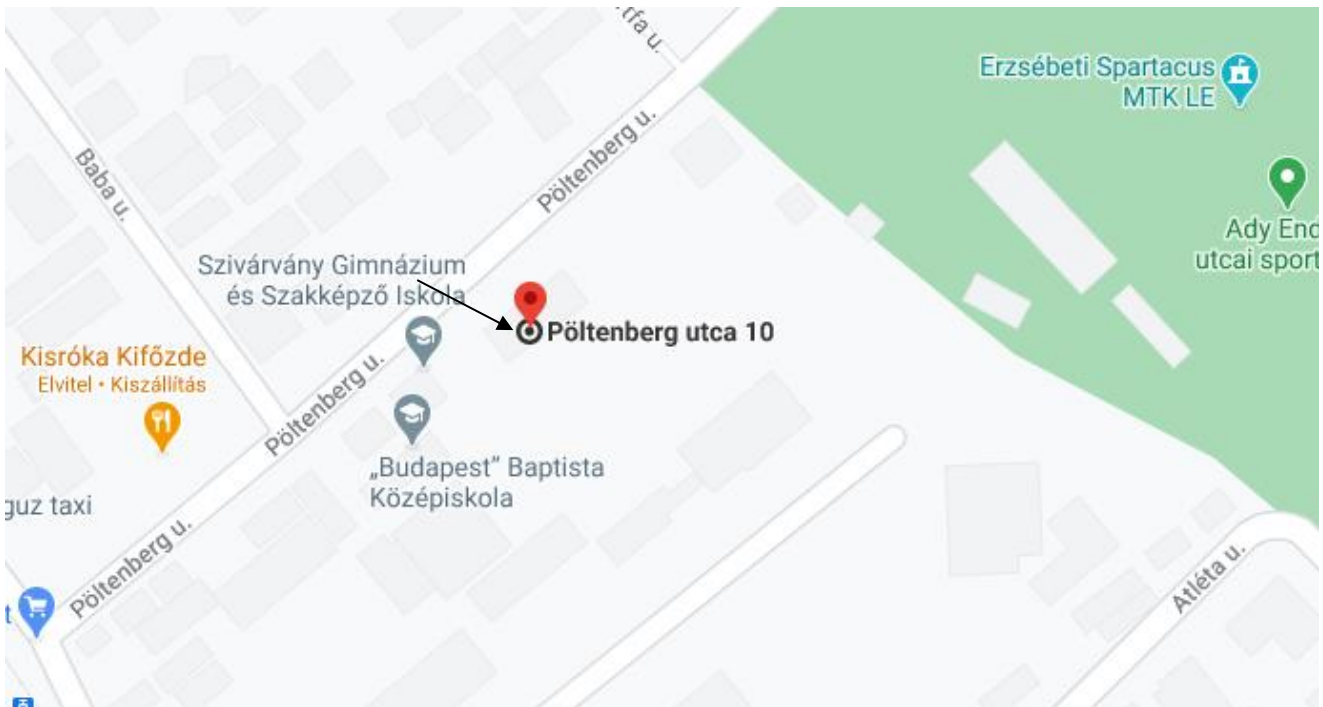 Erzsébeti Spartacus
MTK LE
Pöltenberg u.
Baba u.
Ady End
utcai sport
Szivárvány Gimnázium
és Szakképző Iskola
Pöltenberg utca 10
Kisróka Kifőzde
Elvitel • Kiszállítás
Pöltenberg u.
„Budapest” Baptista
Középiskola
guz taxi
Pöltenberg u.
Atléta u.
t